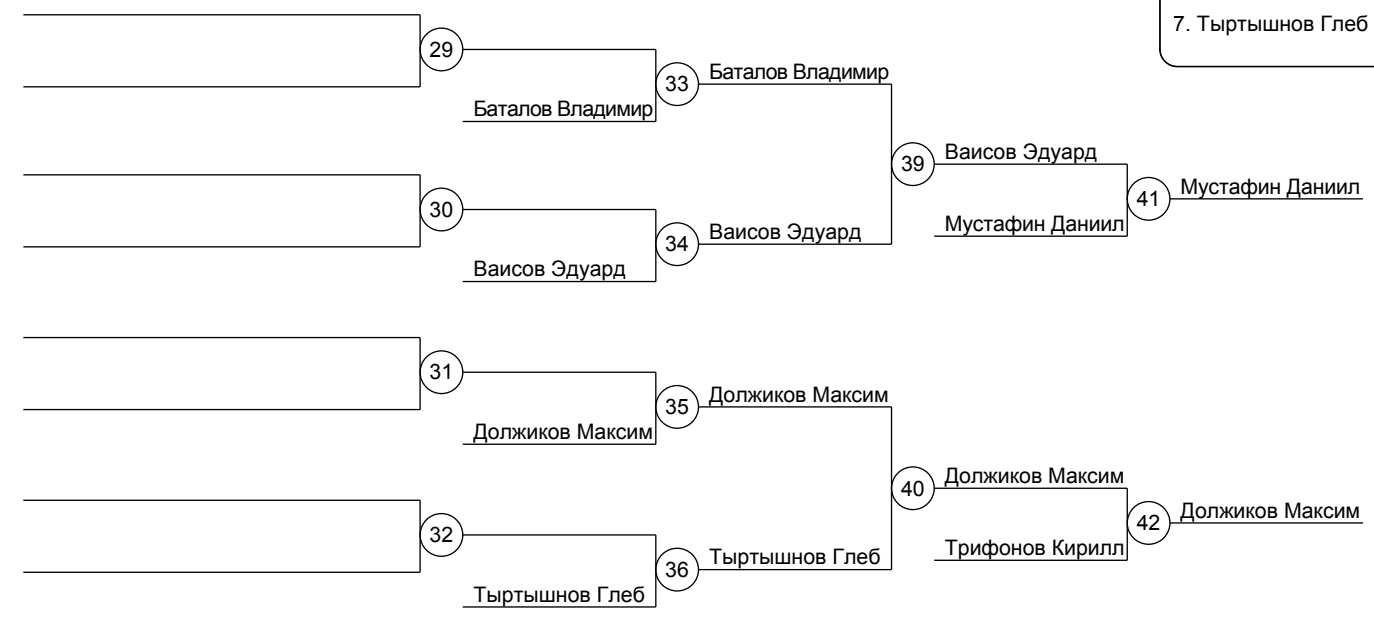 7. Тыртышнов Глеб
29
33
Баталов Владимир
Баталов Владимир
39
Ваисов Эдуард
41
Мустафин Даниил
30
34
Ваисов Эдуард
Мустафин Даниил
Ваисов Эдуард
31
35
Должиков Максим
Должиков Максим
40
Должиков Максим
42
Должиков Максим
32
36
Тыртышнов Глеб
Трифонов Кирилл
Тыртышнов Глеб